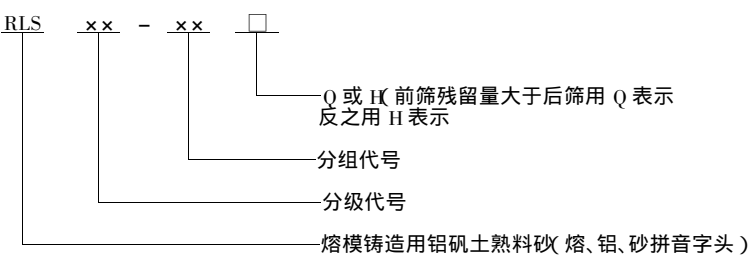 RLS ×× - ×× □
Q 或 H( 前筛残留量大于后筛用 Q 表示
反之用 H 表示
分组代号
分级代号
熔模铸造用铝矾土熟料砂( 熔、铝、砂拼音字头 )